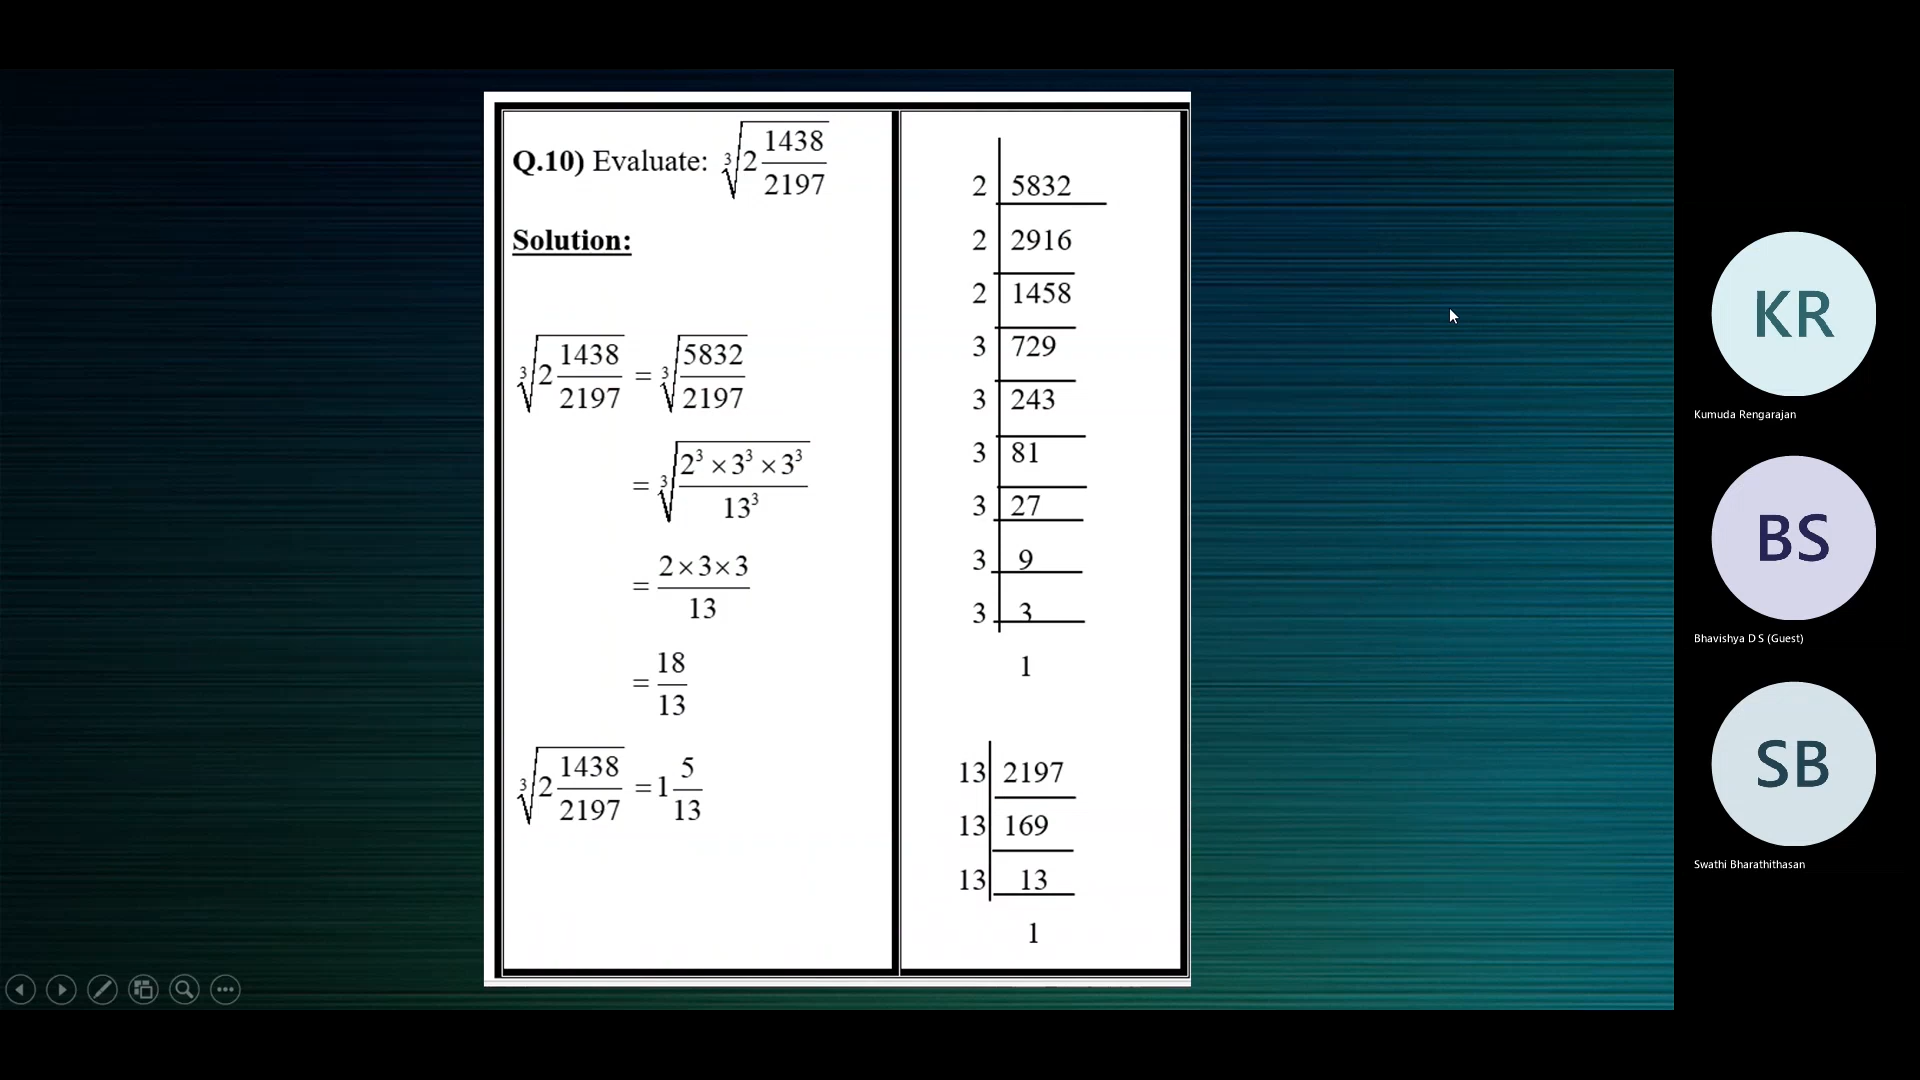 Q.10) Evaluate: ∛(2 1438/2197)
Solution:
∛(2 1438/2197) = ∛(5832/2197)
= ∛((2³ × 3³ × 3³)/13³)
= (2 × 3 × 3)/13
= 18/13
∛(2 1438/2197) = 1 5/13
2 | 5832
2 | 2916
2 | 1458
3 | 729
3 | 243
3 | 81
3 | 27
3 | 9
3 | 3
1
13 | 2197
13 | 169
13 | 13
1
KR
Kumuda Rengarajan
BS
Bhavishya D S (Guest)
SB
Swathi Bharathithasan